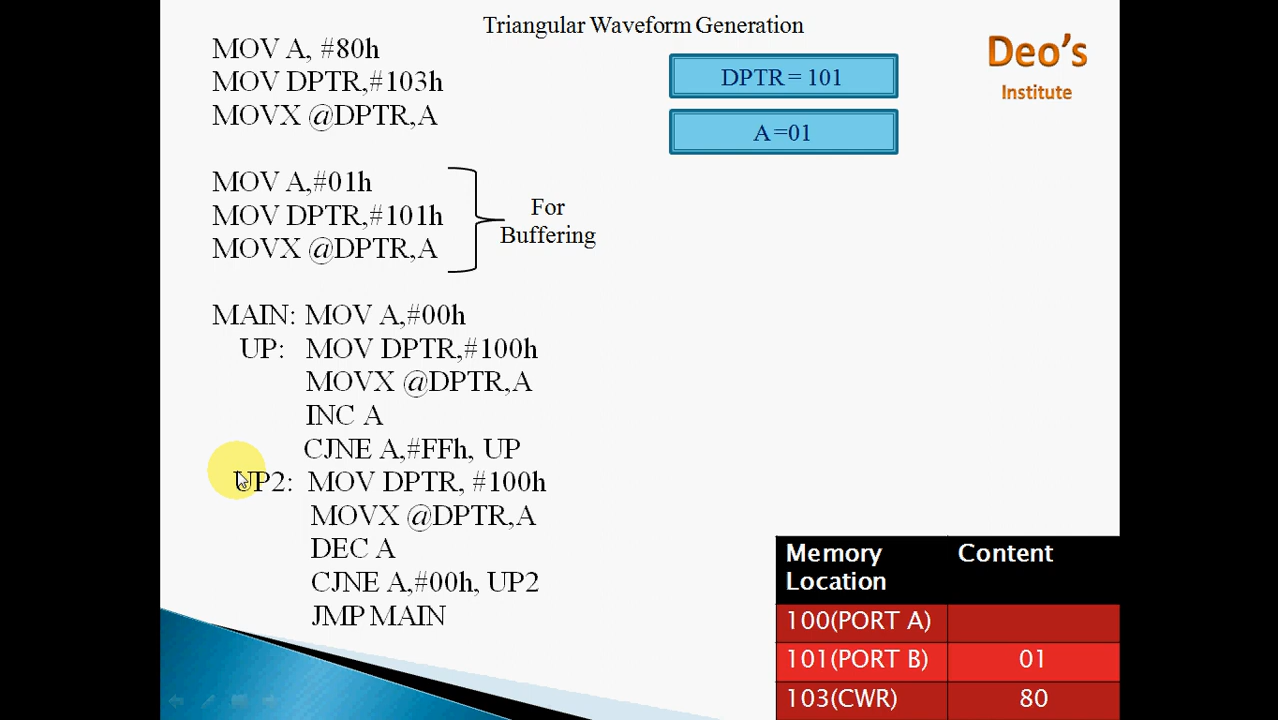 Triangular Waveform Generation
MOV A, #80h
MOV DPTR,#103h
MOVX @DPTR,A
MOV A,#01h
MOV DPTR,#101h
MOVX @DPTR,A
For
Buffering
MAIN: MOV A,#00h
UP: MOV DPTR,#100h
MOVX @DPTR,A
INC A
CJNE A,#FFh, UP
UP2: MOV DPTR, #100h
MOVX @DPTR,A
DEC A
CJNE A,#00h, UP2
JMP MAIN
DPTR = 101
A =01
Deo's
Institute
Memory Location Content
100(PORT A)
101(PORT B) 01
103(CWR) 80